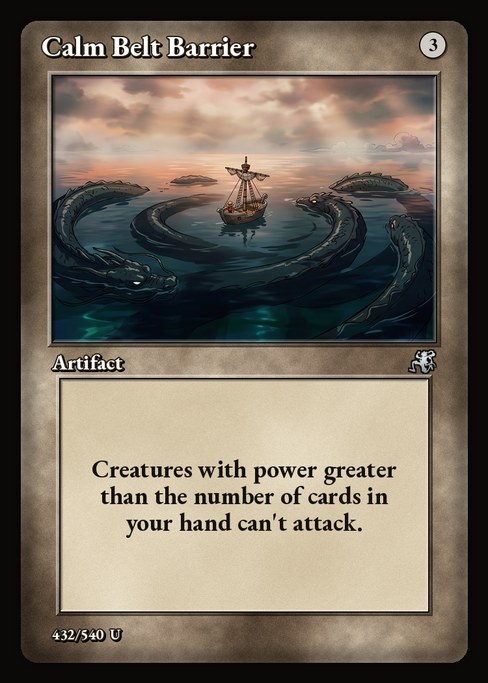 Calm Belt Barrier
3
Artifact
Creatures with power greater
than the number of cards in
your hand can't attack.
432/540 U